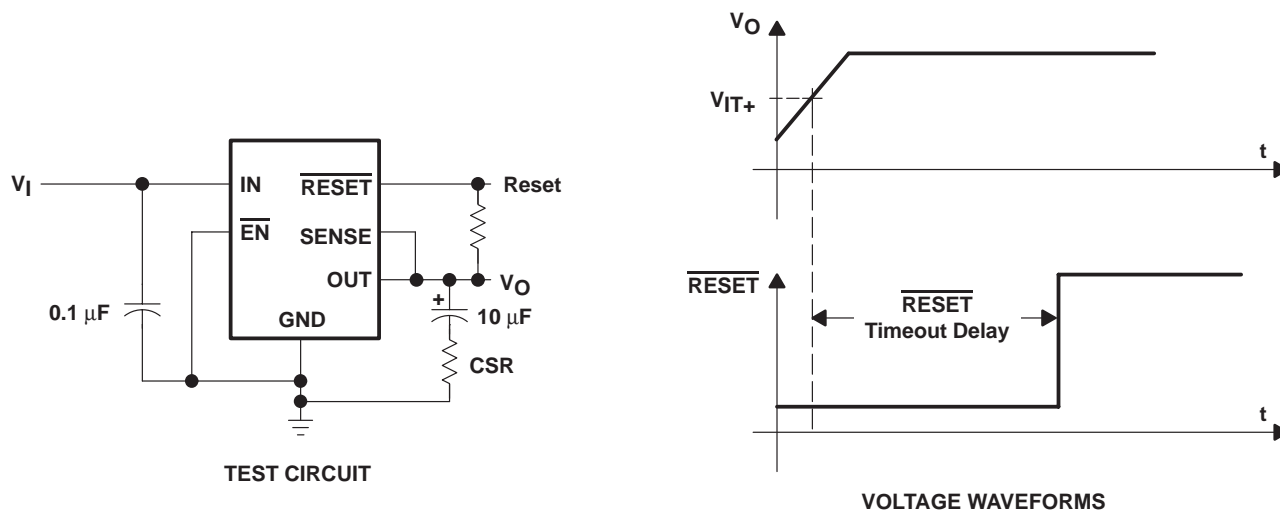 VI
IN
RESET
Reset
EN
SENSE
OUT
VO
0.1 μF
GND
+
10 μF
CSR
TEST CIRCUIT
VO
VIT+
t
RESET
RESET
Timeout Delay
t
VOLTAGE WAVEFORMS